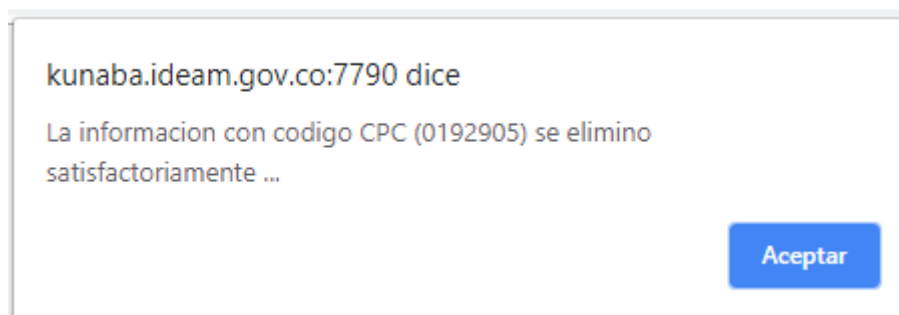 kunaba.ideam.gov.co:7790 dice
La informacion con codigo CPC (0192905) se elimino
satisfactoriamente ...
Aceptar